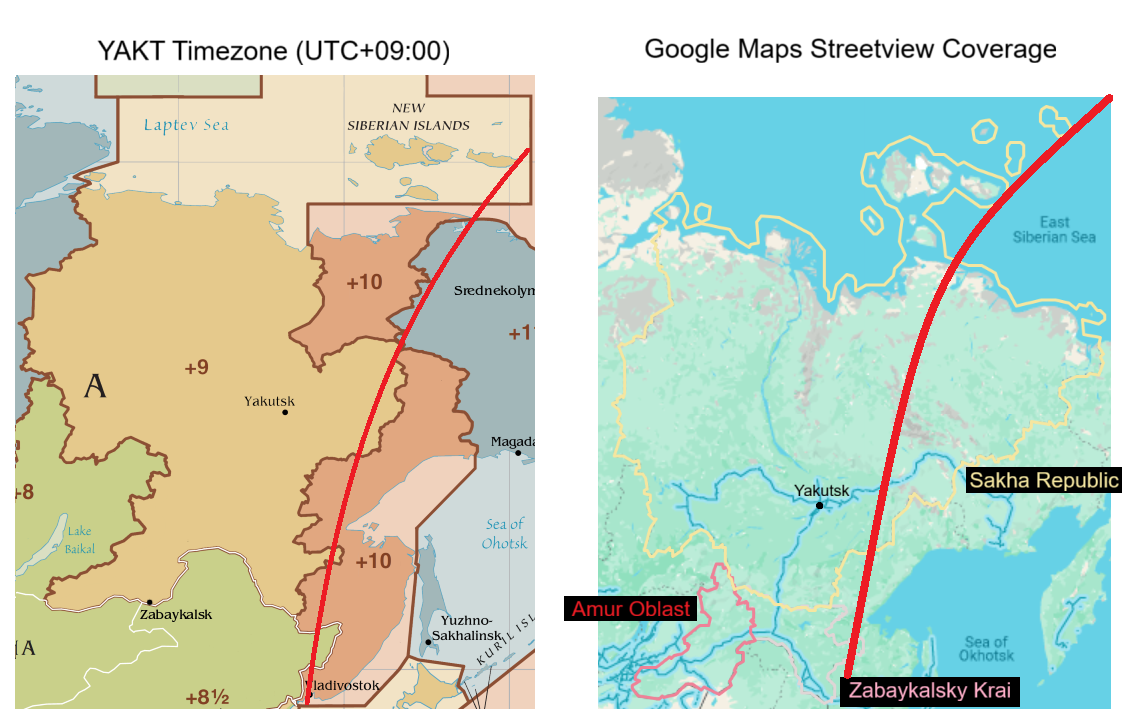 YAKT Timezone (UTC+09:00)
Google Maps Streetview Coverage
Laptev Sea
NEW
SIBERIAN ISLANDS
+10
Srednekolym
+1
+9
A
Yakutsk
Magada
+8
Lake
Baikal
Sea of
Ohotsk
+10
Zabaykalsk
Yuzhno-
Sakhalinsk
KURIL ISL
IA
Vladivostok
+8½
East
Siberian Sea
Sakha Republic
Yakutsk
Amur Oblast
Sea of
Okhotsk
Zabaykalsky Krai